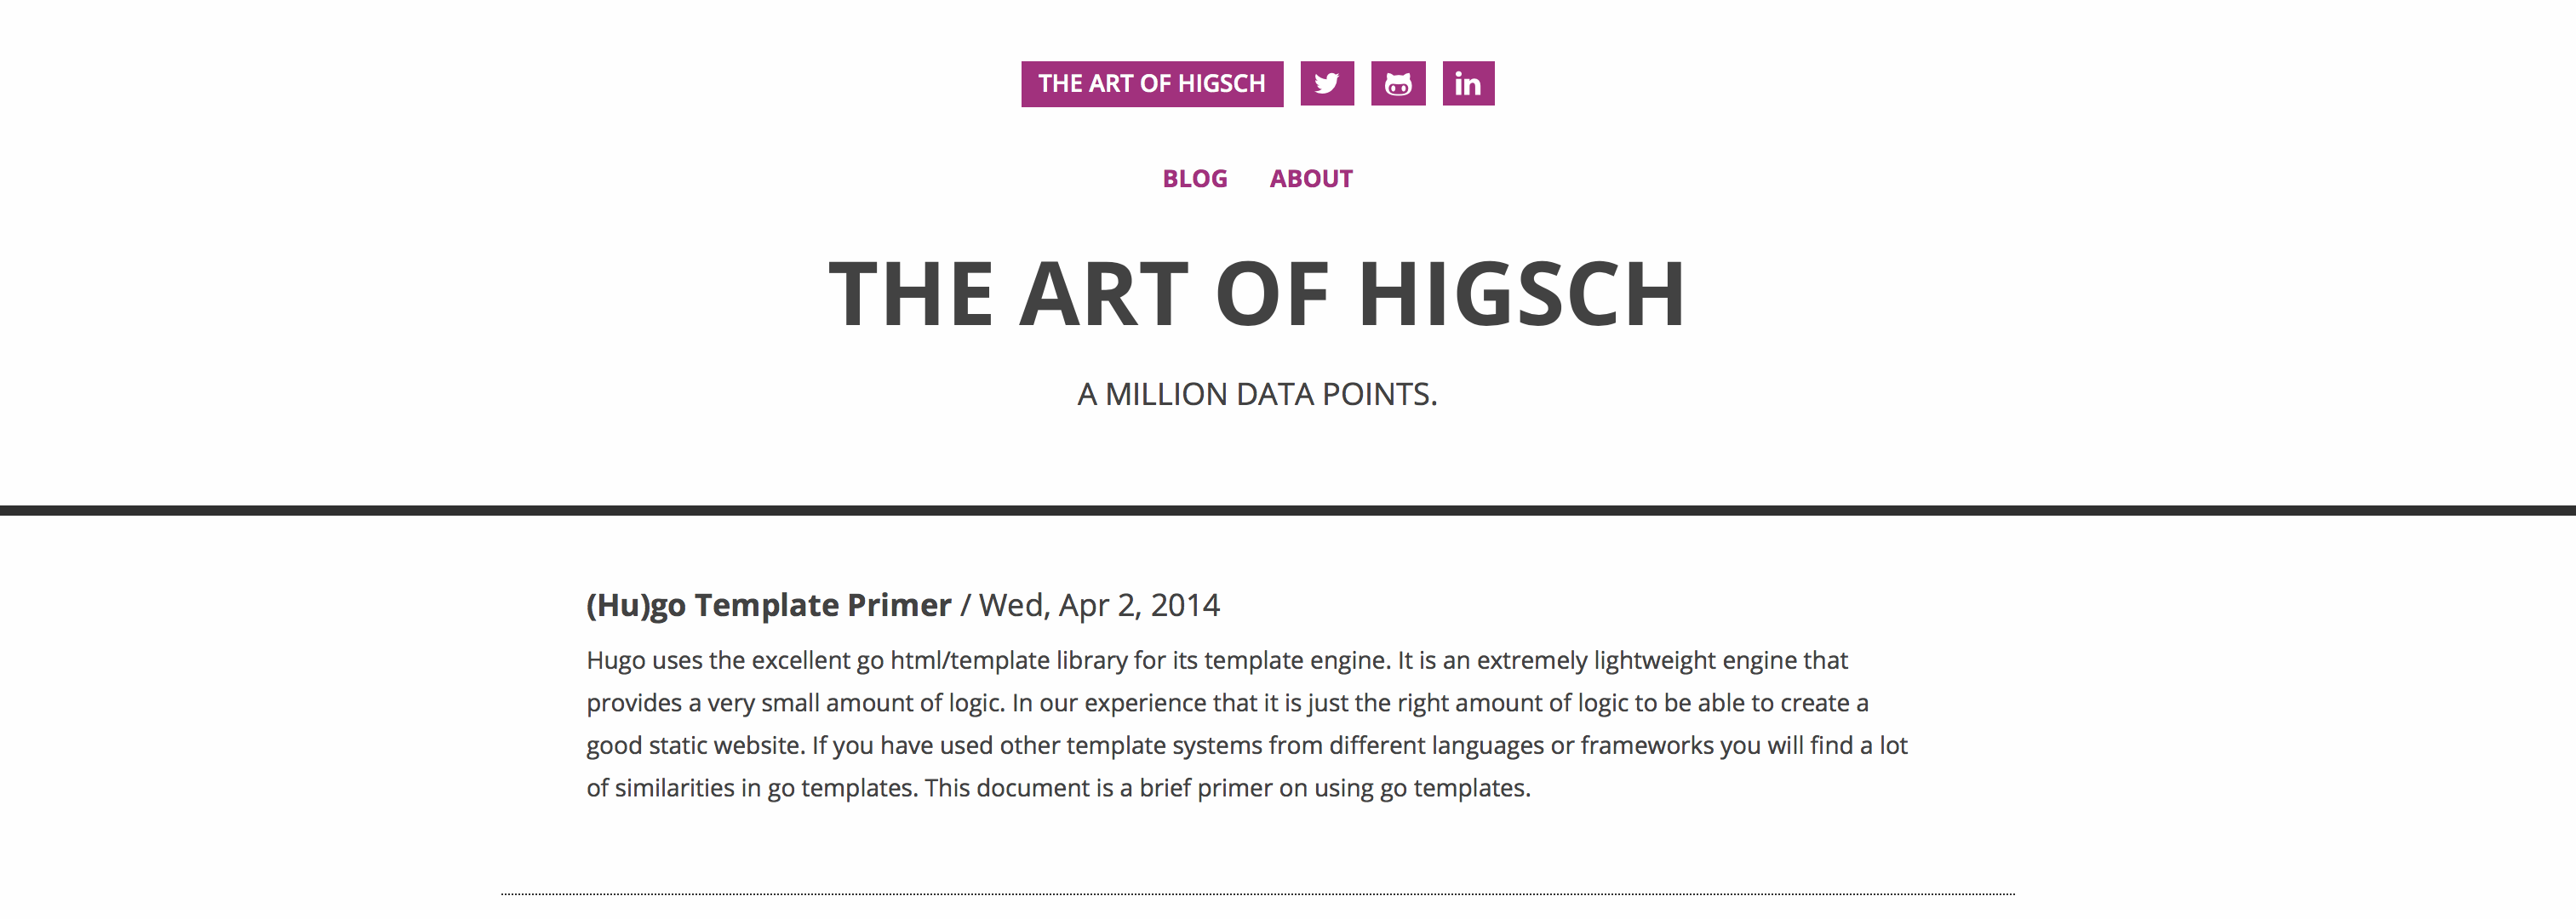 THE ART OF HIGSCH
BLOG ABOUT
THE ART OF HIGSCH
A MILLION DATA POINTS.
(Hu)go Template Primer / Wed, Apr 2, 2014
Hugo uses the excellent go html/template library for its template engine. It is an extremely lightweight engine that
provides a very small amount of logic. In our experience that it is just the right amount of logic to be able to create a
good static website. If you have used other template systems from different languages or frameworks you will find a lot
of similarities in go templates. This document is a brief primer on using go templates.